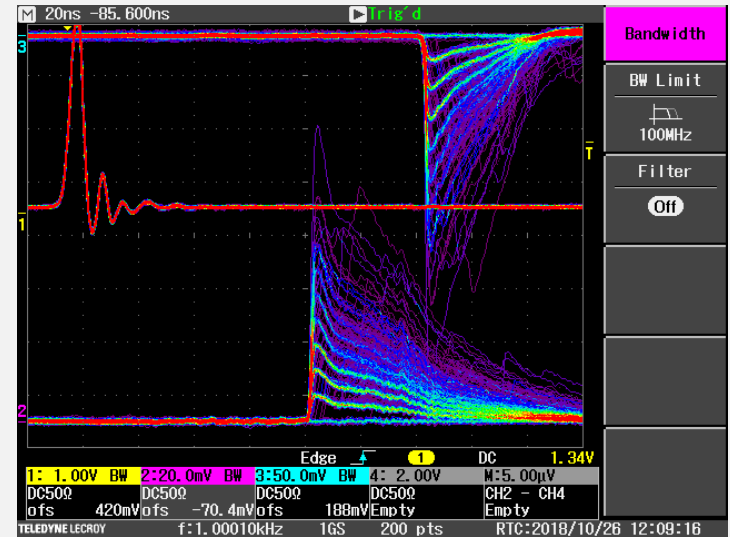 M 20ns -85.600ns Trig'd
Bandwidth
3
BW Limit
100MHz
T
Filter
Off
1
2
Edge 1 DC 1.34V
1: 1.00V BW 2:20.0mV BW 3:50.0mV BW 4: 2.00V M:5.00μV
DC50Ω DC50Ω DC50Ω DC50Ω CH2 - CH4
ofs 420mV ofs -70.4mV ofs 188mV Empty Empty
TELEDYNE LECROY f:1.00010kHz 1GS 200 pts RTC:2018/10/26 12:09:16